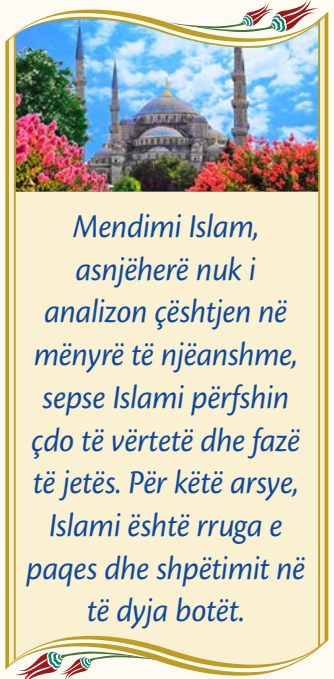 Mendimi Islam,
asnjëherë nuk i
analizon çështjen në
mënyrë të njëanshme,
sepse Islami përfshin
çdo të vërtetë dhe fazë
të jetës. Për këtë arsye,
Islami është rruga e
paqes dhe shpëtimit në
të dyja botët.